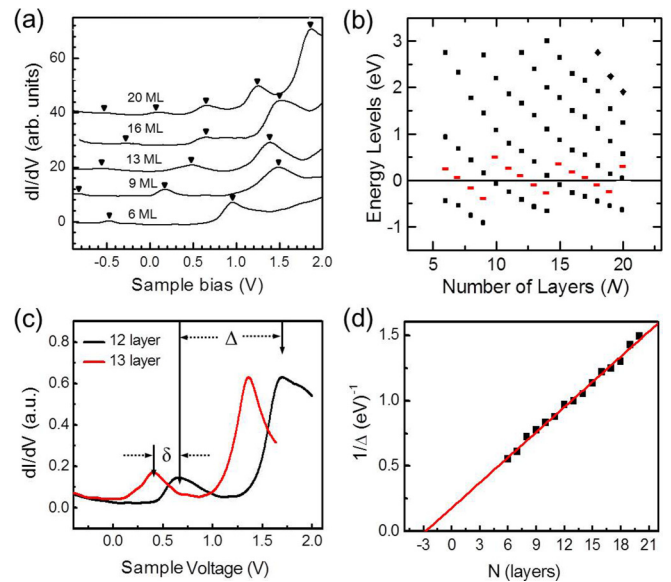 (a)
80
60
40
20
0
dI/dV (arb. units)
20 ML
16 ML
13 ML
9 ML
6 ML
-0.5 0.0 0.5 1.0 1.5 2.0
Sample bias (V)
(b)
3
2
1
0
-1
Energy Levels (eV)
5 10 15 20
Number of Layers (N)
(c)
0.8
0.6
0.4
0.2
0.0
dI/dV (a.u.)
12 layer
13 layer
Δ
δ
0.0 0.5 1.0 1.5 2.0
Sample Voltage (V)
(d)
1.5
1.0
0.5
0.0
1/Δ (eV)⁻¹
-3 0 3 6 9 12 15 18 21
N (layers)